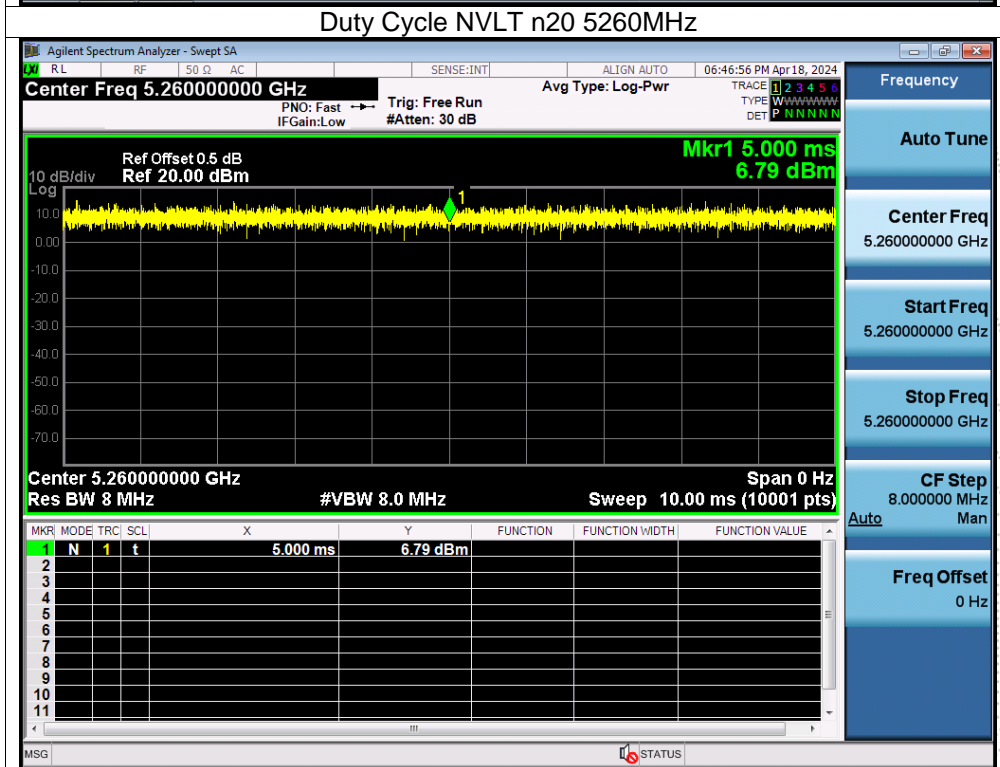 Duty Cycle NVLT n20 5260MHz
Agilent Spectrum Analyzer - Swept SA
LXI RL RF 50 Ω AC SENSE:INT ALIGN AUTO 06:46:56 PM Apr 18, 2024
Center Freq 5.260000000 GHz Avg Type: Log-Pwr TRACE 1 2 3 4 5 6
PNO: Fast Trig: Free Run TYPE WWWWWW
IFGain:Low #Atten: 30 dB DET P N N N N N
Frequency
Mkr1 5.000 ms
Ref Offset 0.5 dB
10 dB/div Ref 20.00 dBm 6.79 dBm
Log
1
10.0
0.00
-10.0
-20.0
-30.0
-40.0
-50.0
-60.0
-70.0
Center 5.260000000 GHz Span 0 Hz
Res BW 8 MHz #VBW 8.0 MHz Sweep 10.00 ms (10001 pts)
MKR MODE TRC SCL X Y FUNCTION FUNCTION WIDTH FUNCTION VALUE
1 N 1 t 5.000 ms 6.79 dBm
2
3
4
5
6
7
8
9
10
11
MSG STATUS
Auto Tune
Center Freq
5.260000000 GHz
Start Freq
5.260000000 GHz
Stop Freq
5.260000000 GHz
CF Step
8.000000 MHz
Auto Man
Freq Offset
0 Hz